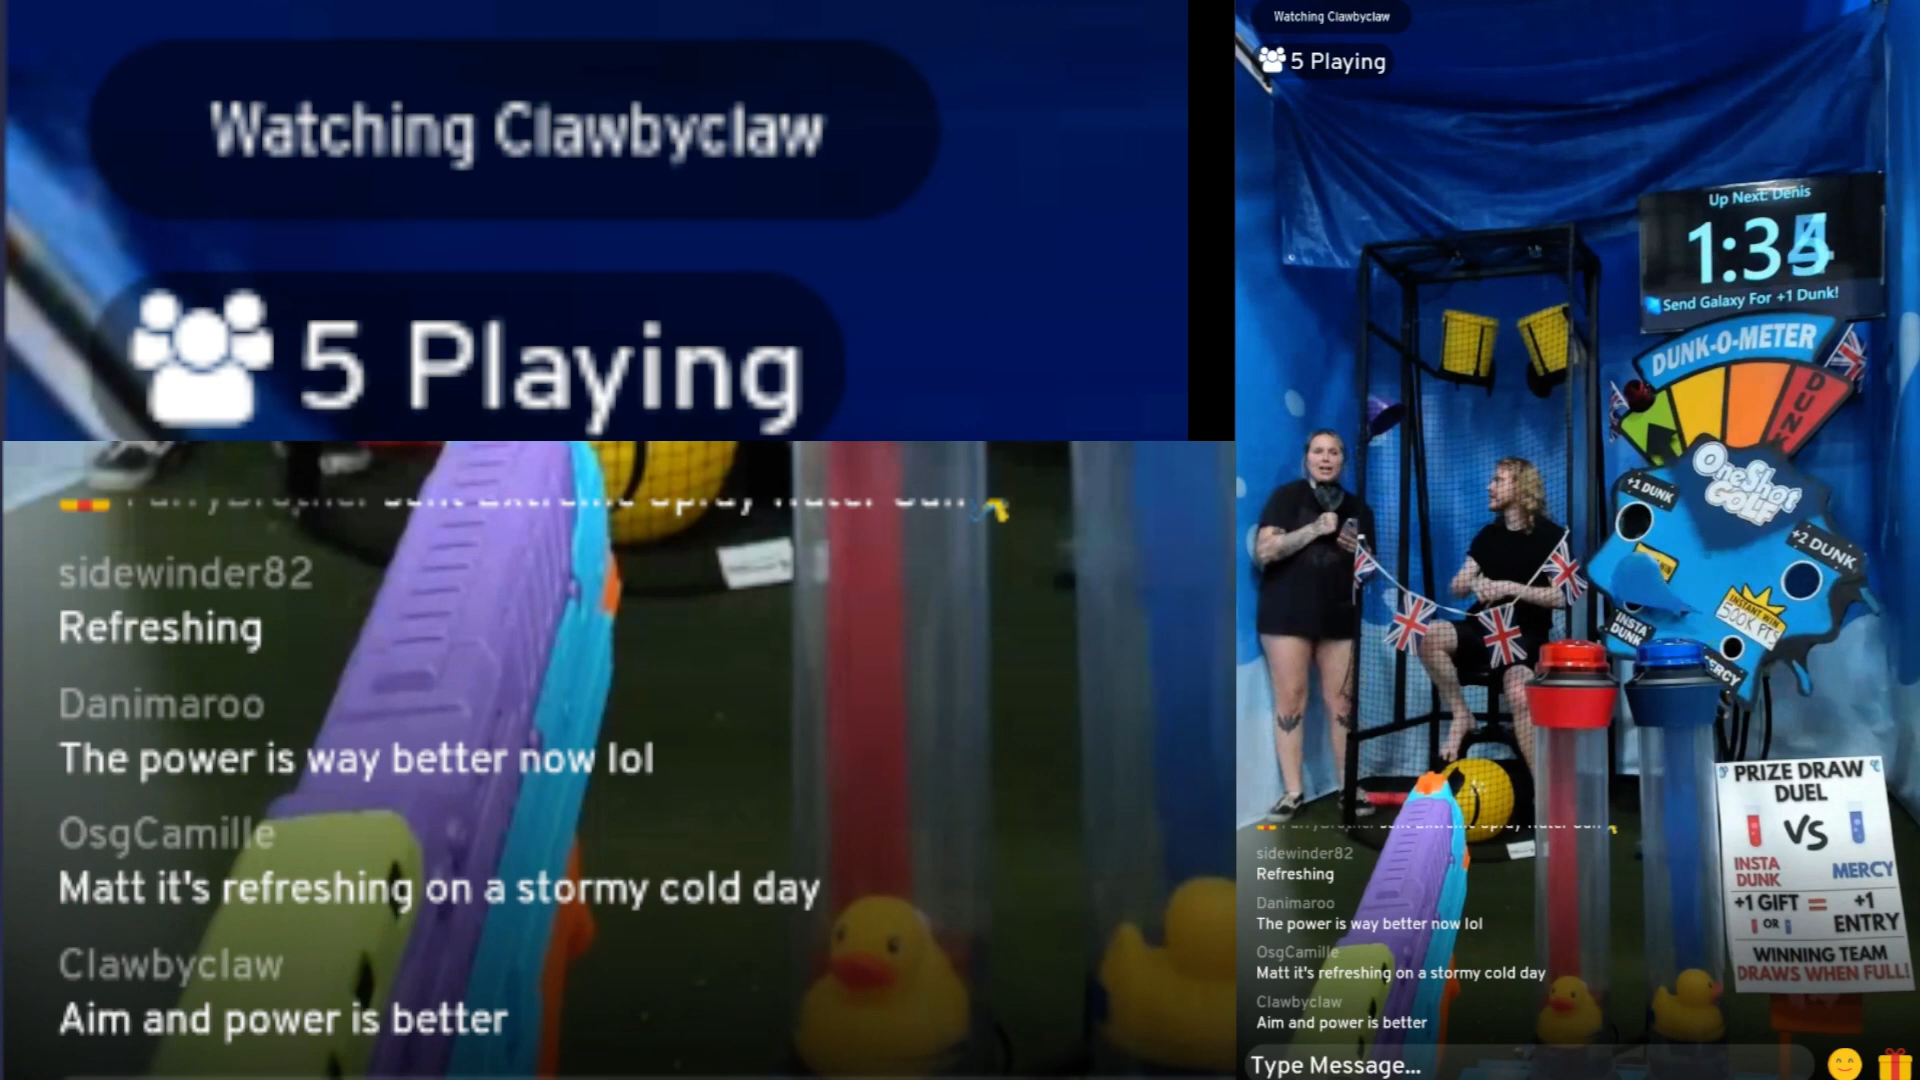 Watching Clawbyclaw
5 Playing
sidewinder82
Refreshing
Danimaroo
The power is way better now lol
OsgCamille
Matt it's refreshing on a stormy cold day
Clawbyclaw
Aim and power is better
Watching Clawbyclaw
5 Playing
Up Next: Denis
Send Galaxy For +1 Dunk!
DUNK-O-METER
DUNK
OneShot
GOLF
+1 DUNK
+2 DUNK
INSTANT WIN
500K PTS
INSTA
DUNK
MERCY
PRIZE DRAW
DUEL
VS
INSTA
DUNK
MERCY
+1 GIFT = +1
OR
ENTRY
WINNING TEAM
DRAWS WHEN FULL!
sidewinder82
Refreshing
Danimaroo
The power is way better now lol
OsgCamille
Matt it's refreshing on a stormy cold day
Clawbyclaw
Aim and power is better
Type Message...